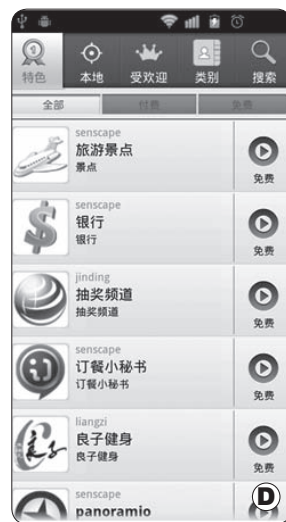 特色 本地 受欢迎 类别 搜索
全部 付费 免费
senscape
旅游景点
景点
免费
senscape
银行
银行
免费
jinding
抽奖频道
抽奖频道
免费
senscape
订餐小秘书
订餐小秘书
免费
liangzi
良子健身
良子健身
免费
senscape
panoramio
D